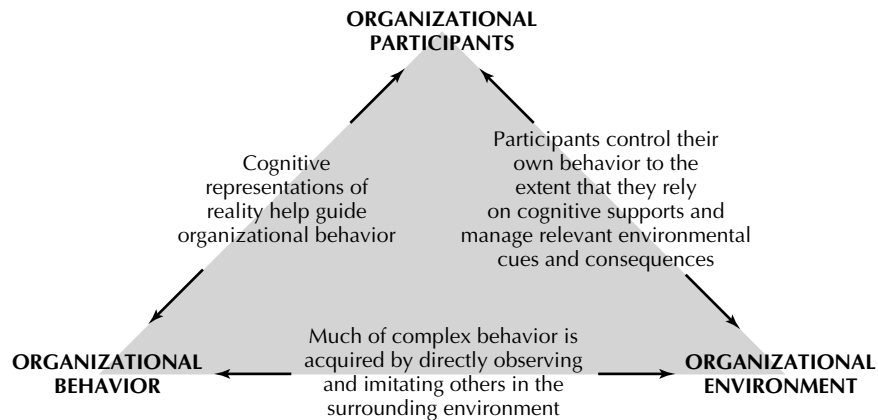 ORGANIZATIONAL
PARTICIPANTS
Cognitive
representations of
reality help guide
organizational behavior
Participants control their
own behavior to the
extent that they rely
on cognitive supports and
manage relevant environmental
cues and consequences
ORGANIZATIONAL
BEHAVIOR
Much of complex behavior is
acquired by directly observing
and imitating others in the
surrounding environment
ORGANIZATIONAL
ENVIRONMENT